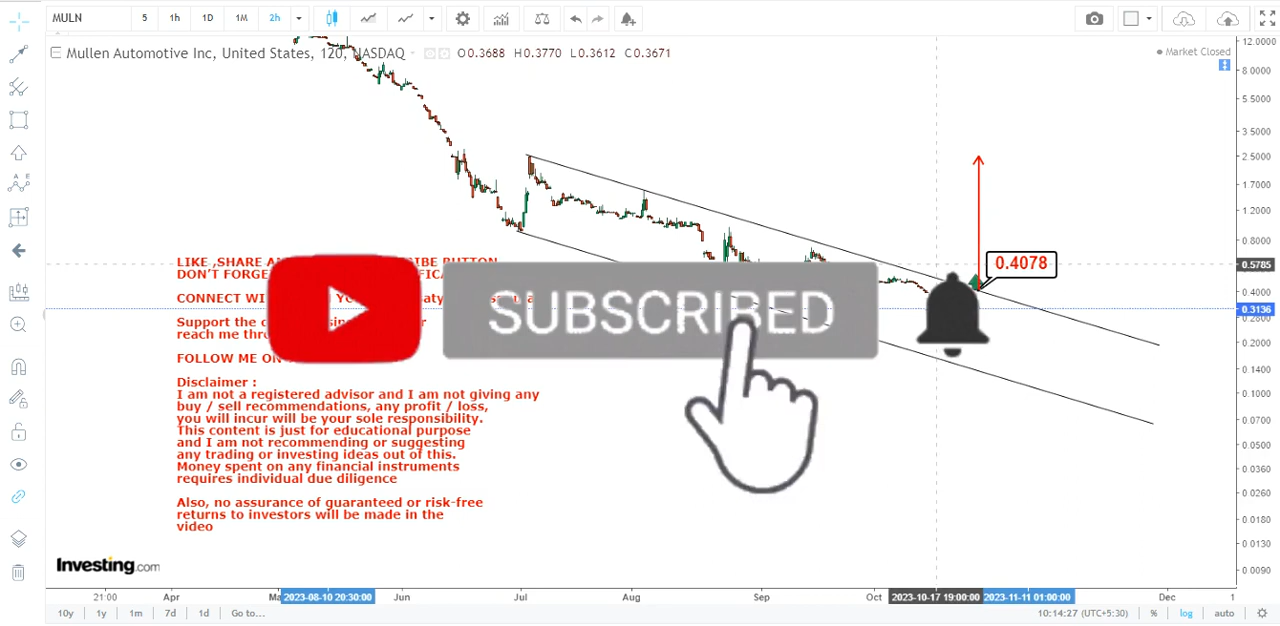 MULN 5 1h 1D 1M 2h
Mullen Automotive Inc, United States, 120, NASDAQ O0.3688 H0.3770 L0.3612 C0.3671
Market Closed
12.0000
8.0000
5.5000
3.5000
2.5000
1.7000
1.2000
0.8000
0.5785
0.4078
0.4000
0.3136
0.2000
0.1400
0.1000
0.0700
0.0500
0.0360
0.0260
0.0180
0.0130
0.0090
LIKE ,SHARE
BUTTON
DON'T FORGE
SUBSCRIBED
CONNECT WI
Support the
reach me
FOLLOW ME ON
Disclaimer :
I am not a registered advisor and I am not giving any
buy / sell recommendations, any profit / loss,
you will incur will be your sole responsibility.
This content is just for educational purpose
and I am not recommending or suggesting
any trading or investing ideas out of this.
Money spent on any financial instruments
requires individual due diligence
Also, no assurance of guaranteed or risk-free
returns to investors will be made in the
video
Investing.com
21:00 Apr 2023-08-10 20:30:00 Jun Jul Aug Sep Oct 2023-10-17 19:00:00 2023-11-11 01:00:00 Dec 1
10y 1y 1m 7d 1d Go to... 10:14:27 (UTC+5:30) % log auto